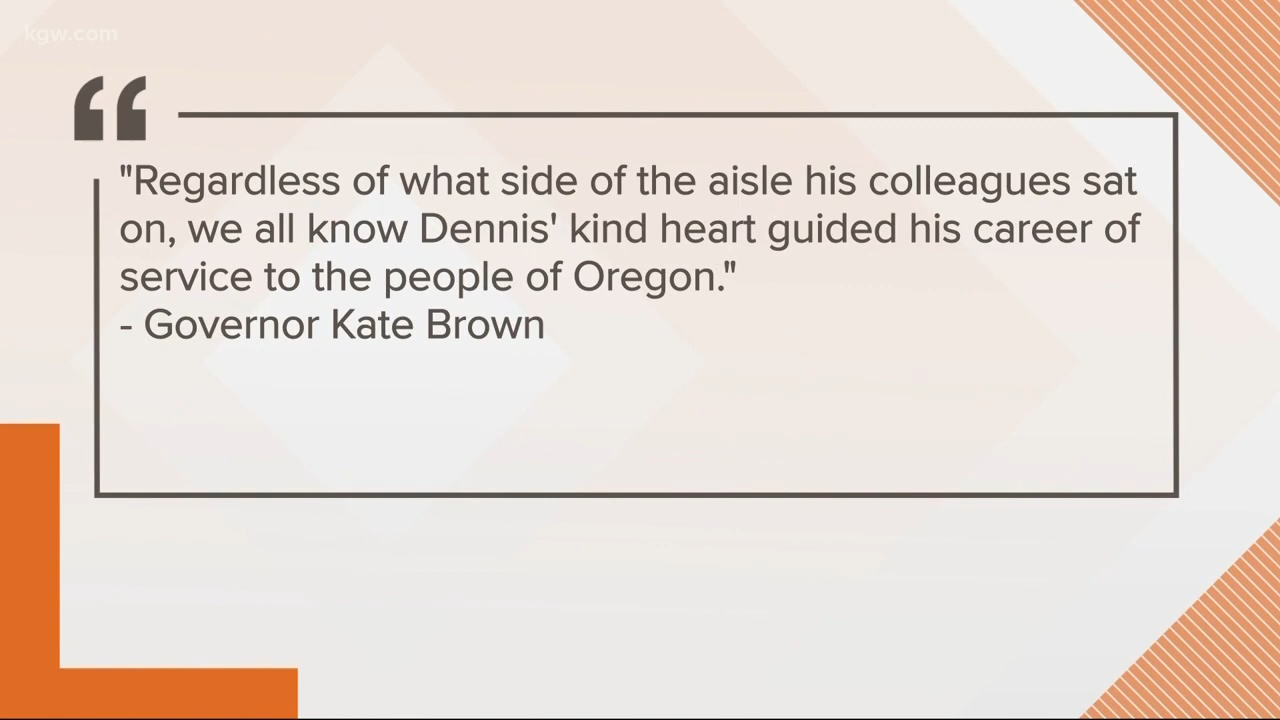 kgw.com
"Regardless of what side of the aisle his colleagues sat
on, we all know Dennis' kind heart guided his career of
service to the people of Oregon."
- Governor Kate Brown